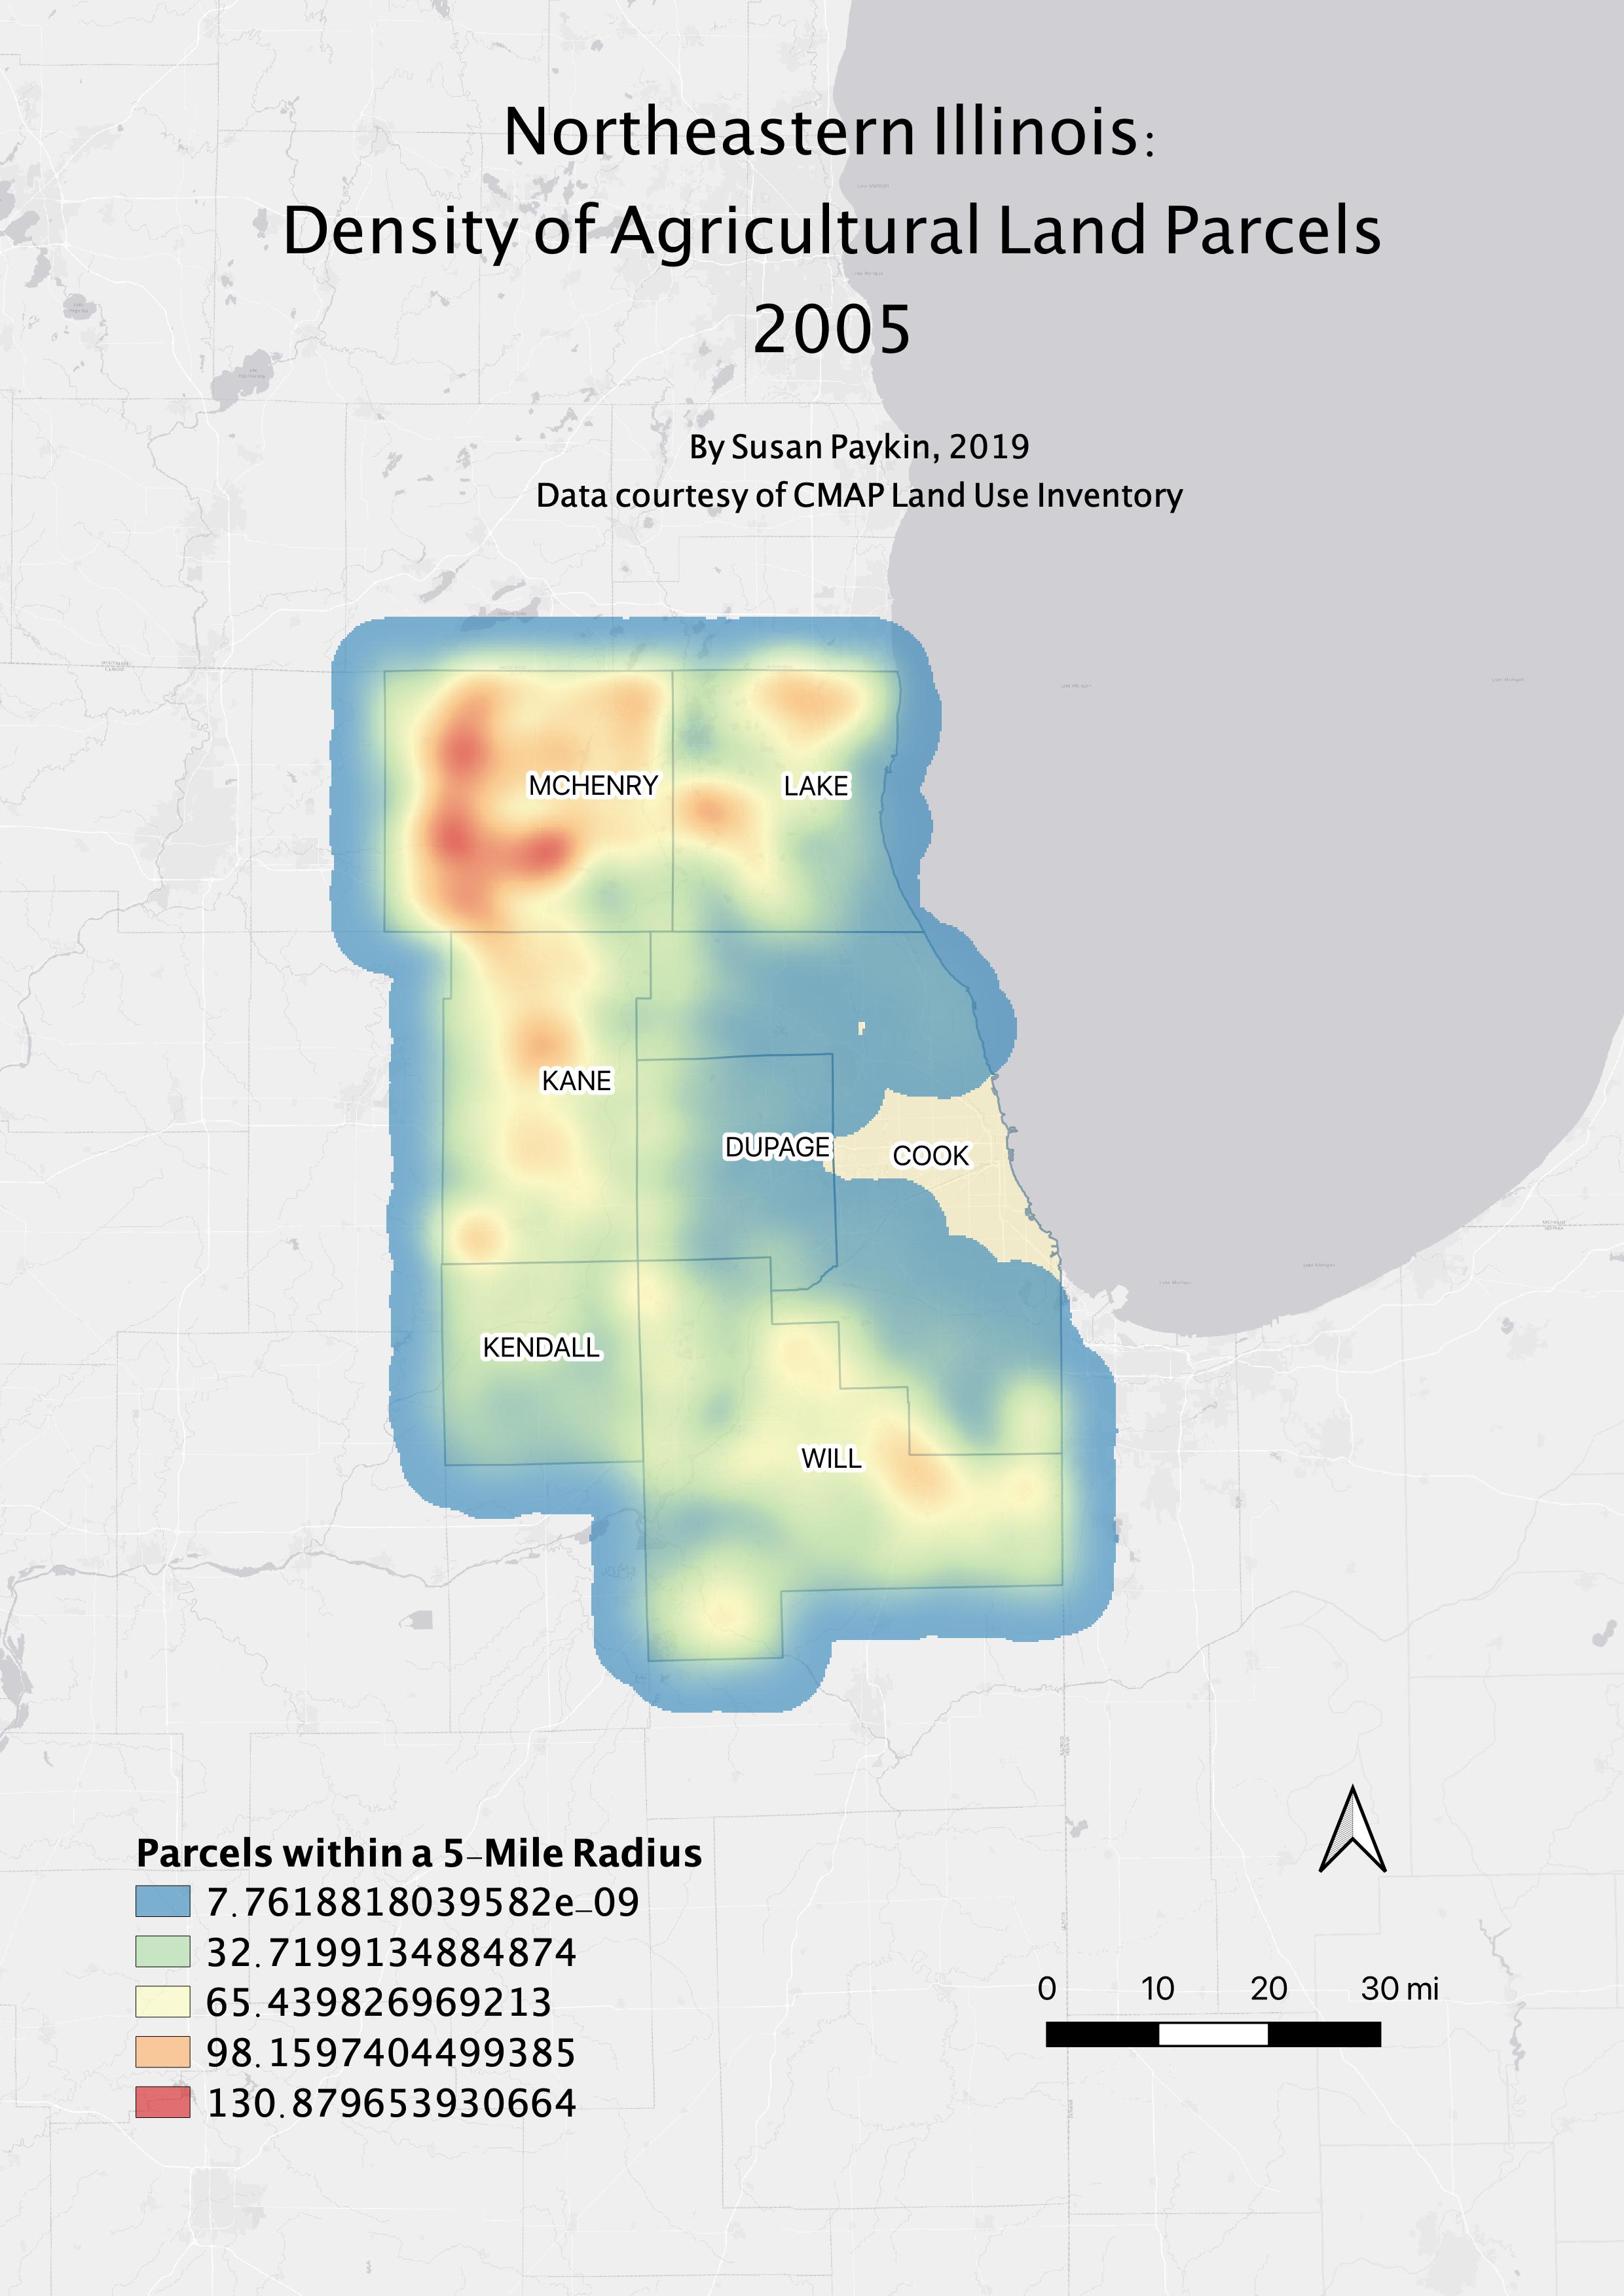 Northeastern Illinois:
Density of Agricultural Land Parcels
2005
By Susan Paykin, 2019
Data courtesy of CMAP Land Use Inventory
MCHENRY
LAKE
KANE
DUPAGE
COOK
KENDALL
WILL
Parcels within a 5-Mile Radius
7.7618818039582e-09
32.7199134884874
65.439826969213
98.1597404499385
130.879653930664
0 10 20 30 mi